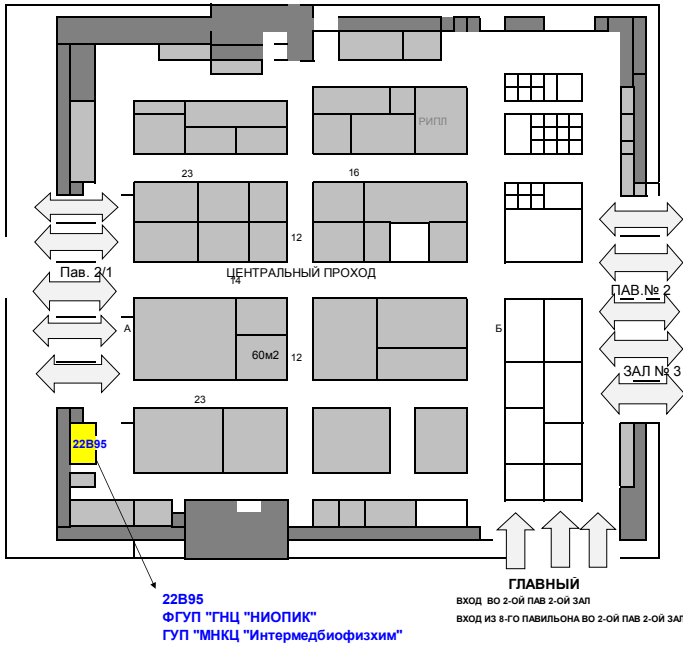 РИПЛ
23
16
12
Пав. 2/1
ЦЕНТРАЛЬНЫЙ ПРОХОД
14
ПАВ.№ 2
А
Б
60м2
12
ЗАЛ № 3
23
22В95
22В95
ФГУП "ГНЦ "НИОПИК"
ГУП "МНКЦ "Интермедбиофизхим"
ГЛАВНЫЙ
ВХОД ВО 2-ОЙ ПАВ 2-ОЙ ЗАЛ
ВХОД ИЗ 8-ГО ПАВИЛЬОНА ВО 2-ОЙ ПАВ 2-ОЙ ЗАЛ